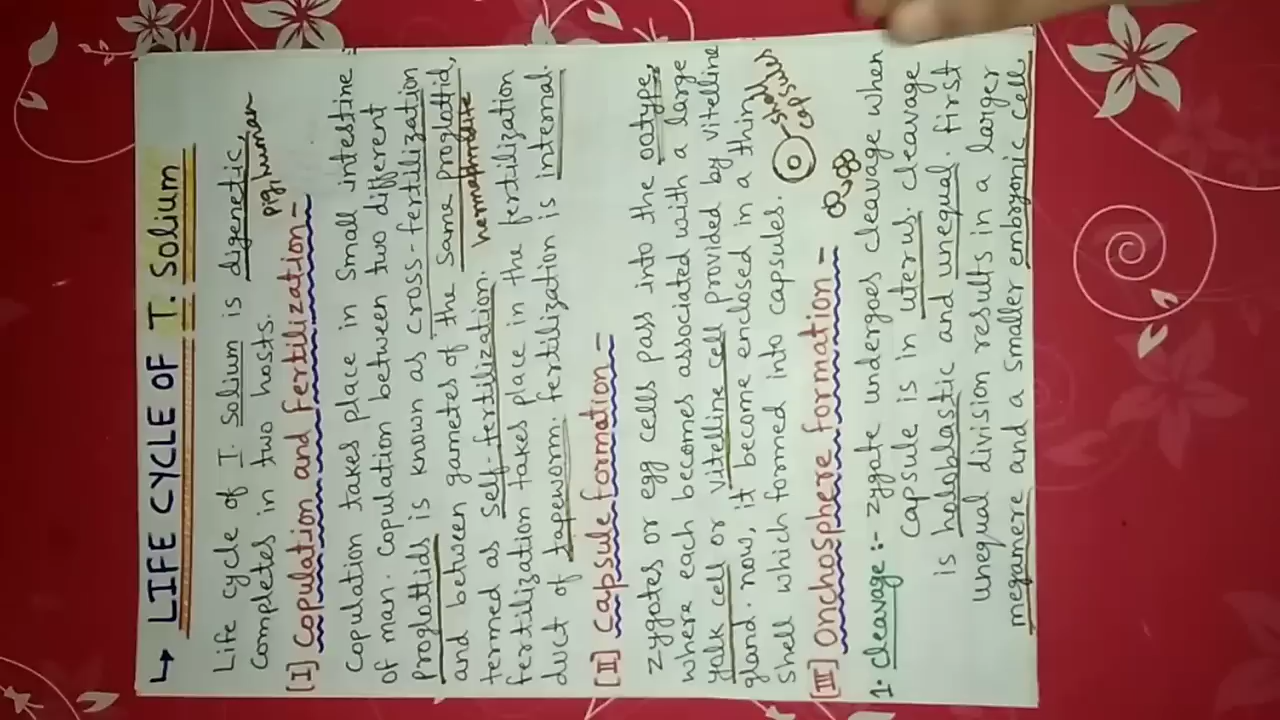 ↳ LIFE CYCLE OF T. Solium
Life cycle of T. Solium is digenetic,
Completes in two hosts. pig, human
[I] Copulation and Fertilization -
Copulation takes place in Small intestine
of man. Copulation between two different
Proglottids is known as cross-fertilization
and between gametes of the same proglottid,
termed as self-fertilization. hermaphrodite
fertilization takes place in the fertilization
duct of tapeworm. fertilization is internal.
[II] Capsule formation -
zygotes or egg cells pass into the ootype,
where each becomes associated with a large
yolk cell or vitelline cell provided by vitelline
gland. now, it become enclosed in a thin
Shell which formed into capsules.
[III] Onchosphere formation -
1. cleavage :- zygote undergoes cleavage when
capsule is in uterus. cleavage
is holoblastic and unequal. first
unequal division results in a larger
megamere and a smaller embryonic cell